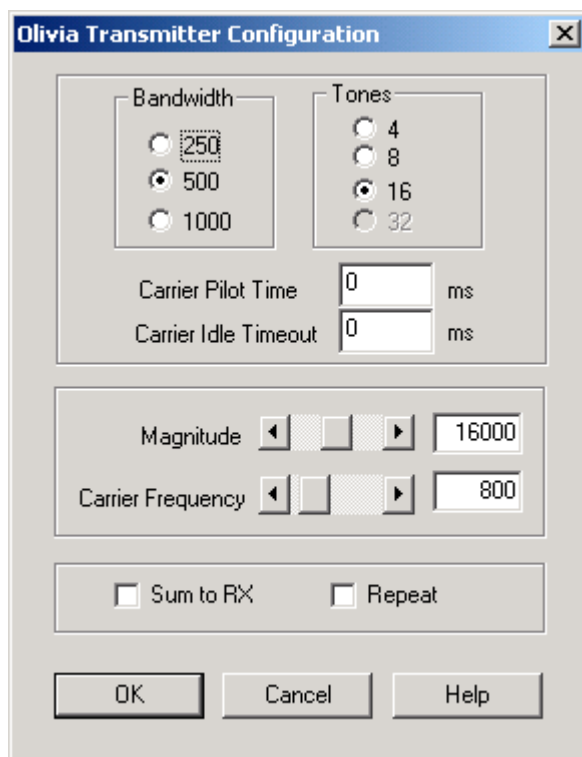 Olivia Transmitter Configuration
Bandwidth
250
500
1000
Tones
4
8
16
32
Carrier Pilot Time 0 ms
Carrier Idle Timeout 0 ms
Magnitude 16000
Carrier Frequency 800
Sum to RX Repeat
OK Cancel Help